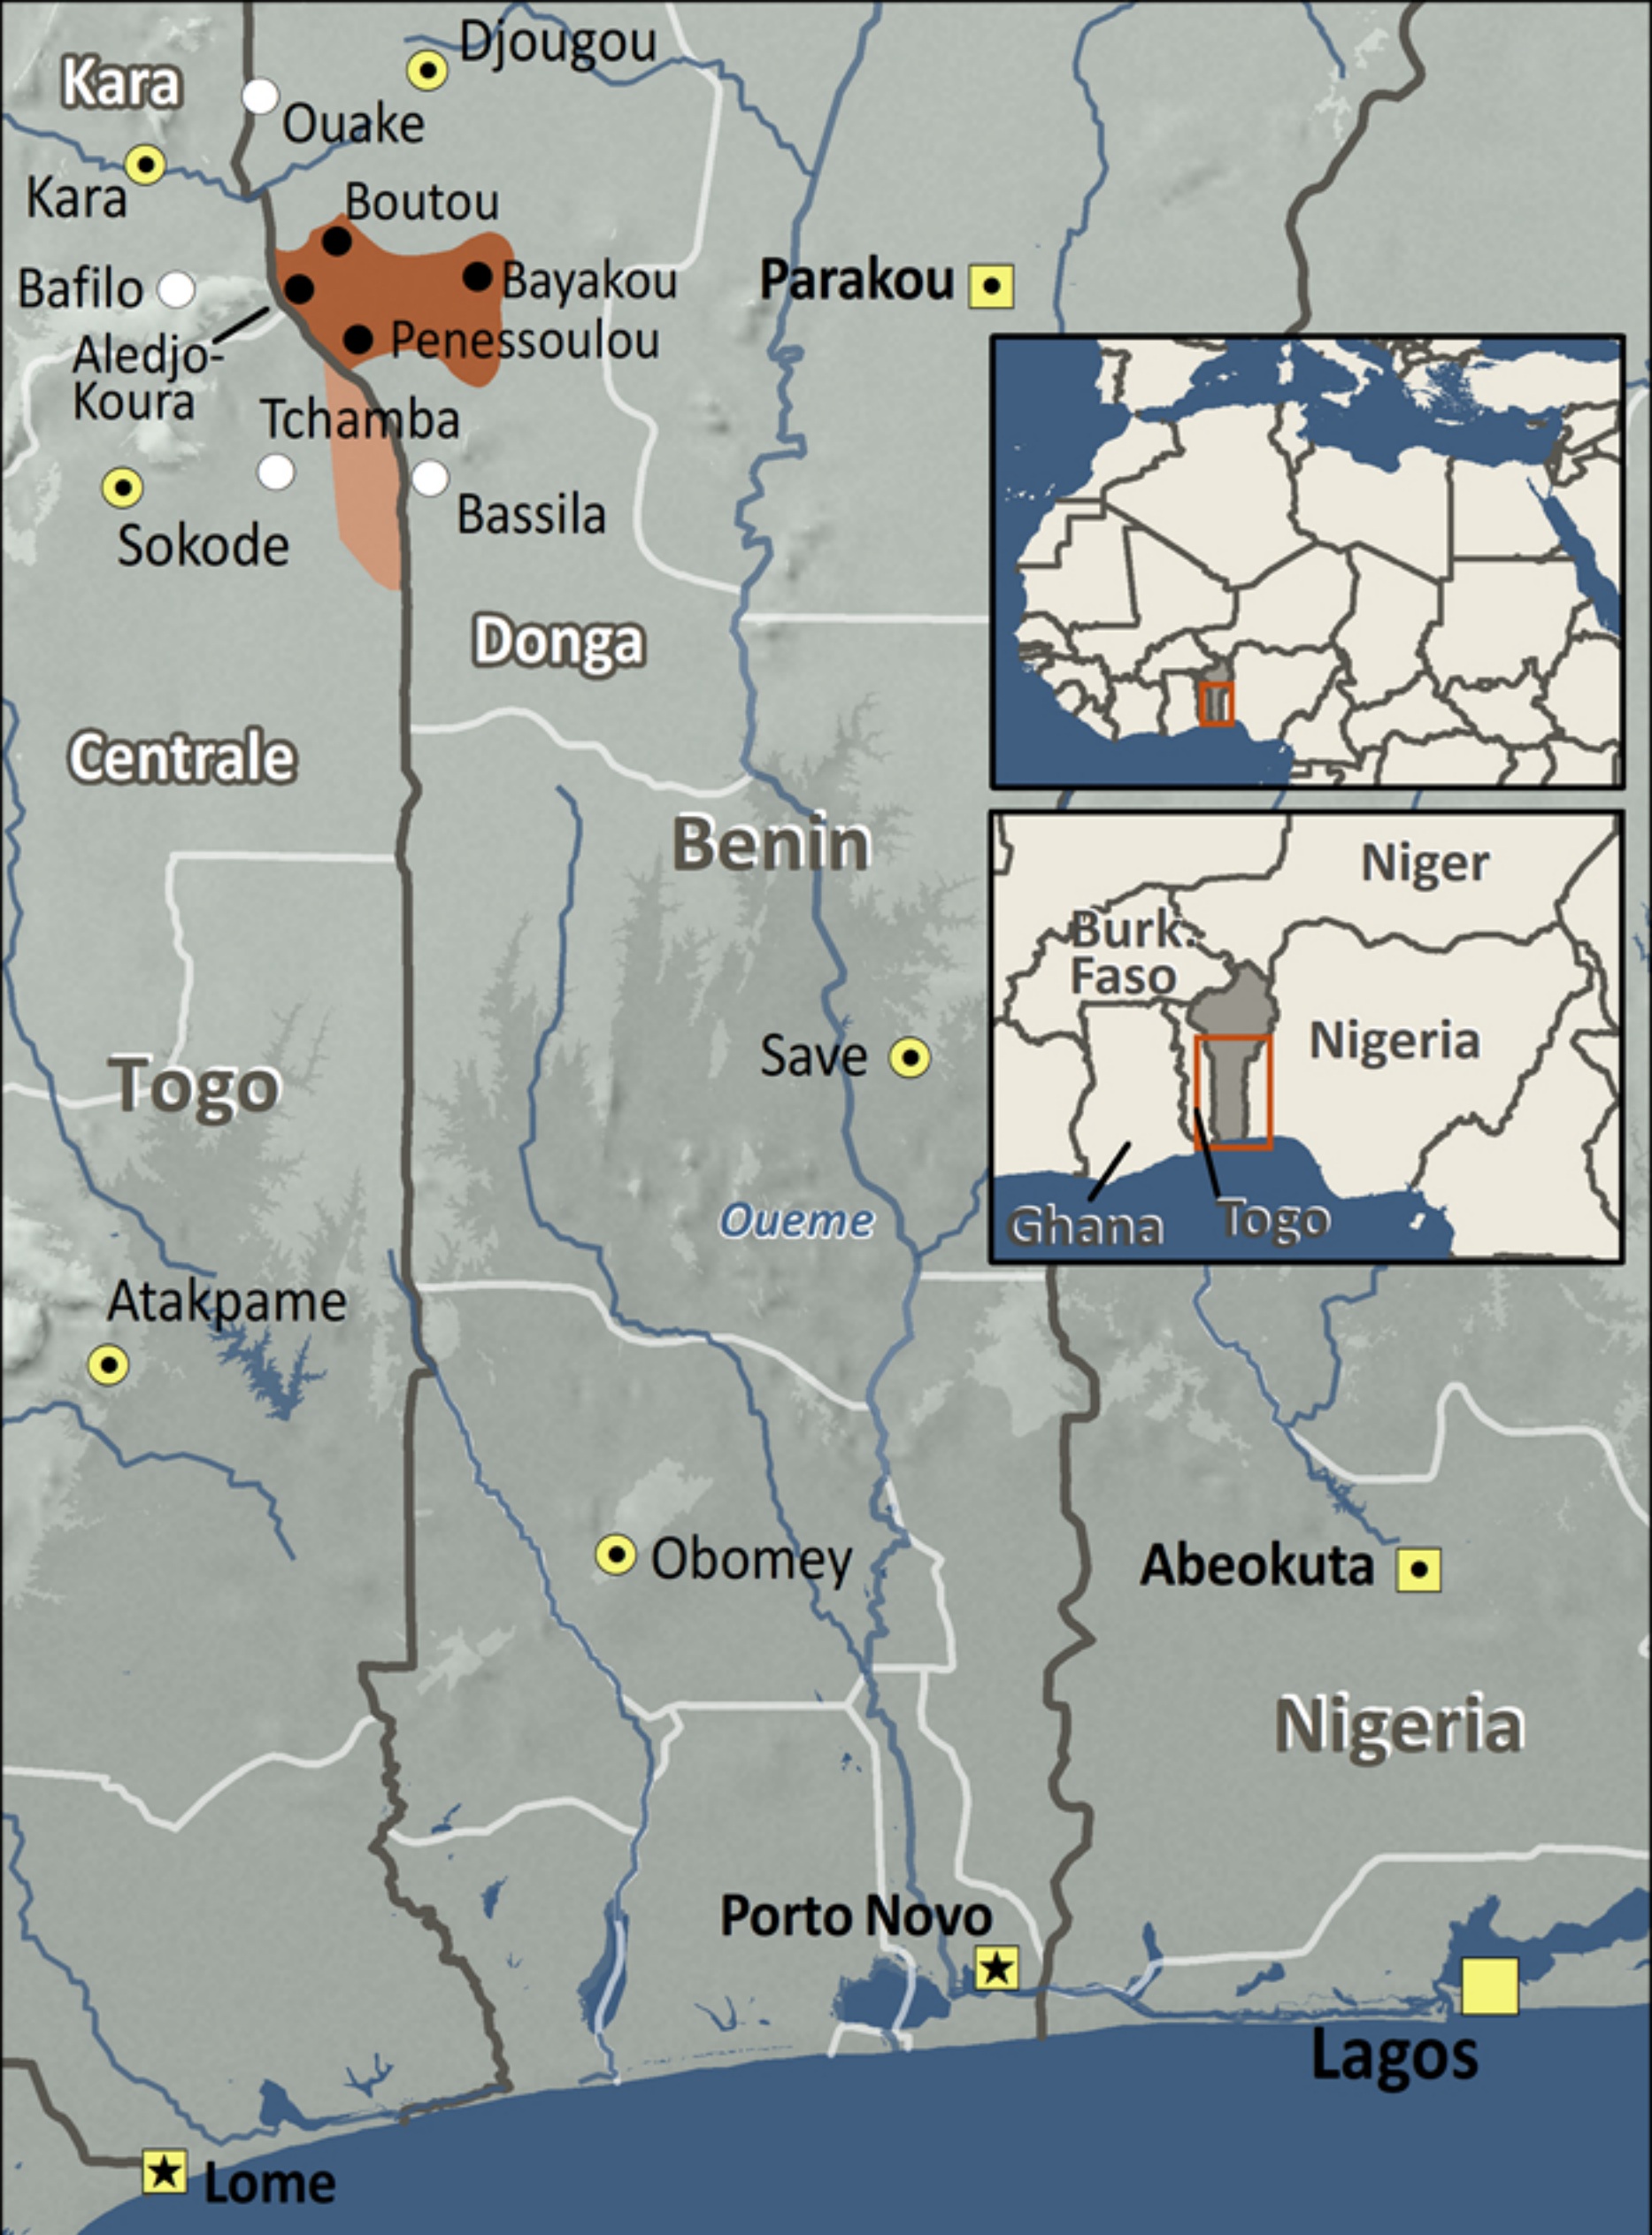 Djougou
Kara
Ouake
Kara
Boutou
Bafilo
Bayakou
Parakou
Aledjo-
Koura
Penessoulou
Tchamba
Sokode
Bassila
Donga
Centrale
Benin
Niger
Burk.
Faso
Nigeria
Togo
Save
Oueme
Ghana
Togo
Atakpame
Obomey
Abeokuta
Nigeria
Porto Novo
Lagos
Lome